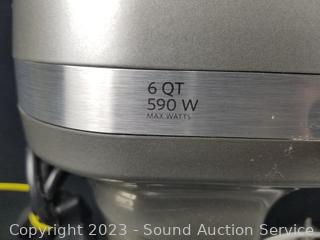 6 QT
590 W
MAX. WATTS
Copyright 2023 - Sound Auction Service